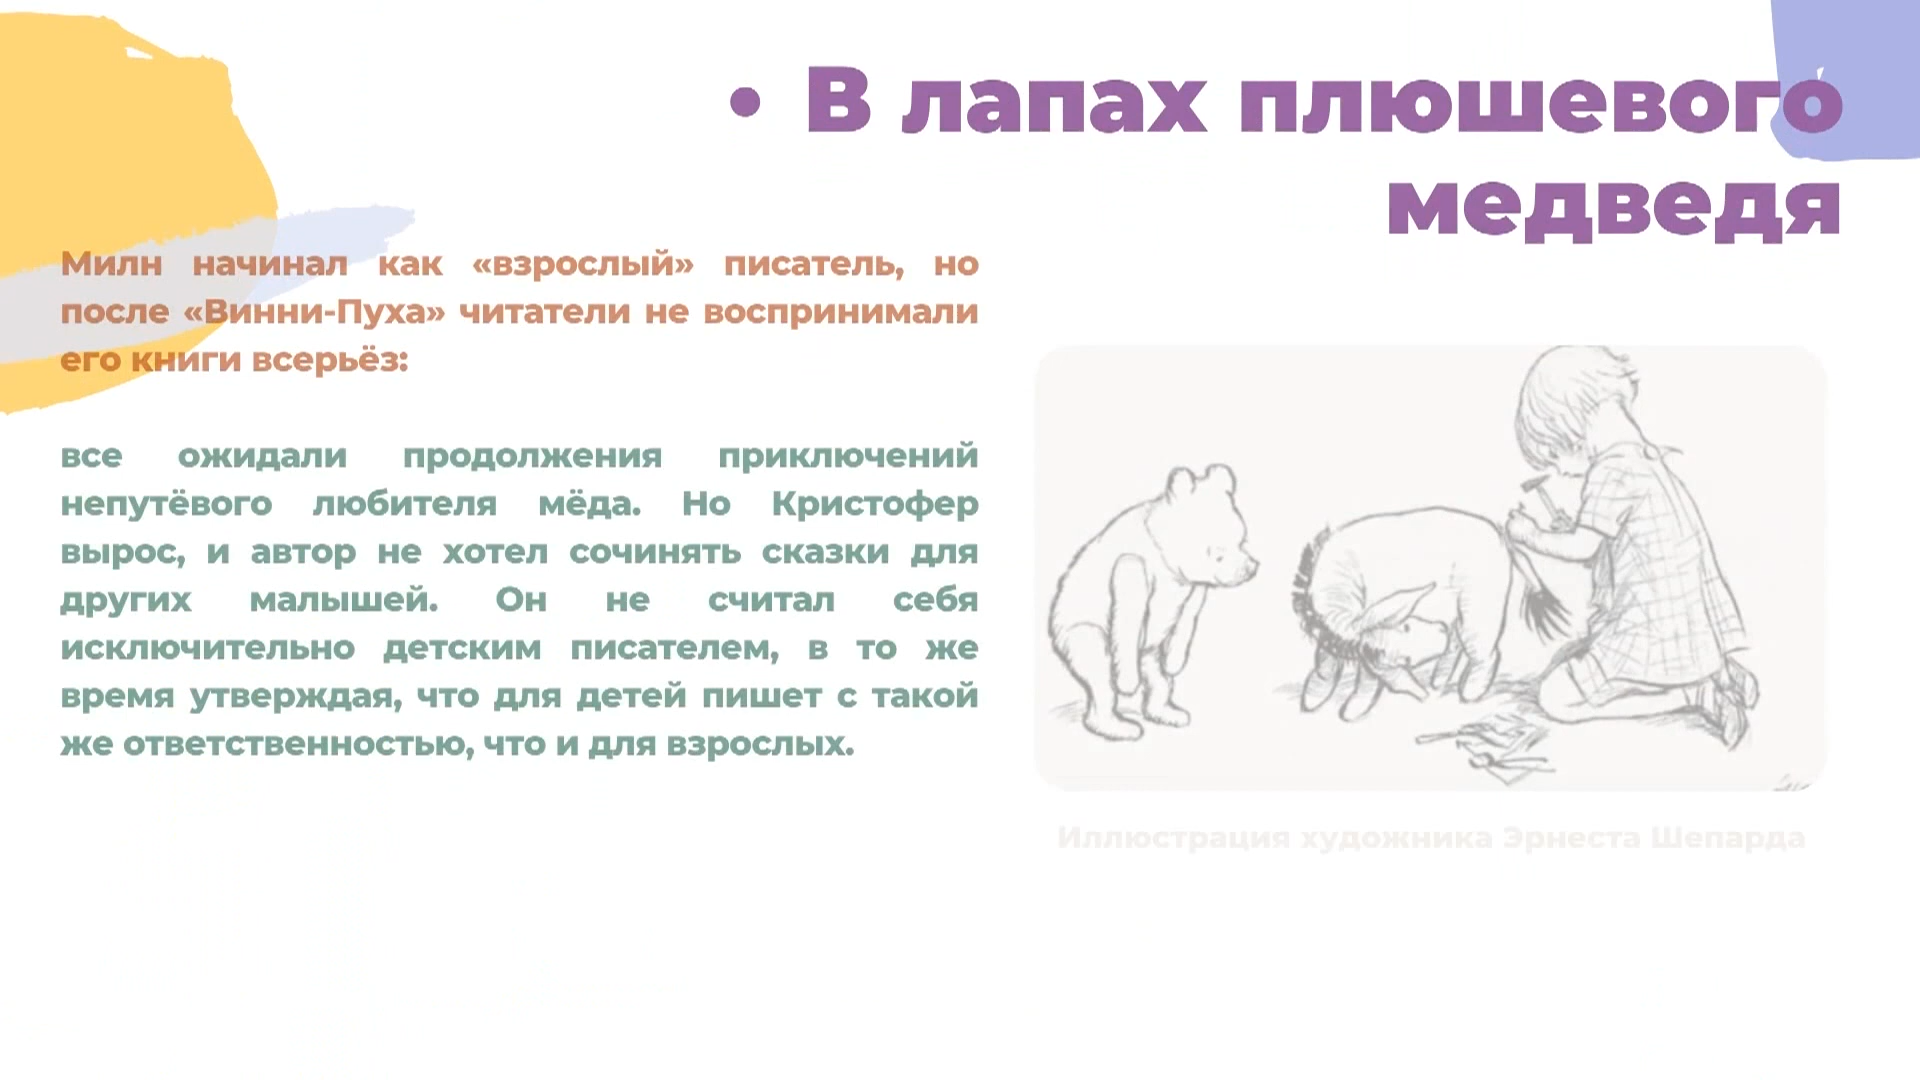 • В лапах плюшевого
медведя
Милн начинал как «взрослый» писатель, но
после «Винни-Пуха» читатели не воспринимали
его книги всерьёз:
все ожидали продолжения приключений
непутёвого любителя мёда. Но Кристофер
вырос, и автор не хотел сочинять сказки для
других малышей. Он не считал себя
исключительно детским писателем, в то же
время утверждая, что для детей пишет с такой
же ответственностью, что и для взрослых.
Иллюстрация художника Эрнеста Шепарда